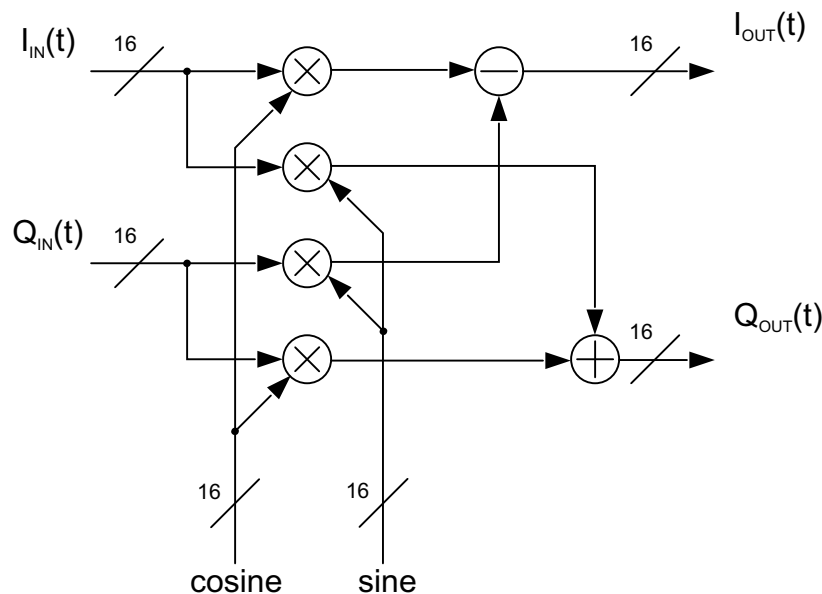 I_IN(t)
16
16
I_OUT(t)
Q_IN(t)
16
16
Q_OUT(t)
16
16
cosine
sine